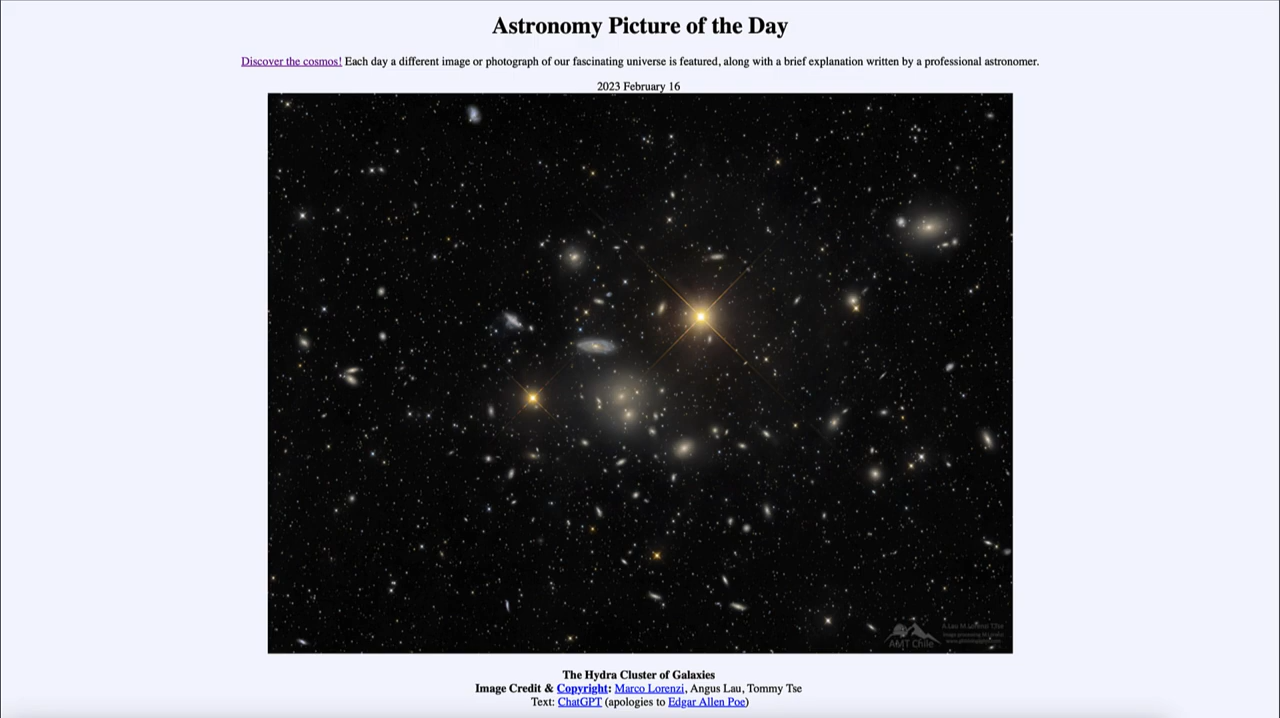 Astronomy Picture of the Day
Discover the cosmos! Each day a different image or photograph of our fascinating universe is featured, along with a brief explanation written by a professional astronomer.
2023 February 16
AMT Chile
The Hydra Cluster of Galaxies
Image Credit & Copyright: Marco Lorenzi, Angus Lau, Tommy Tse
Text: ChatGPT (apologies to Edgar Allen Poe)